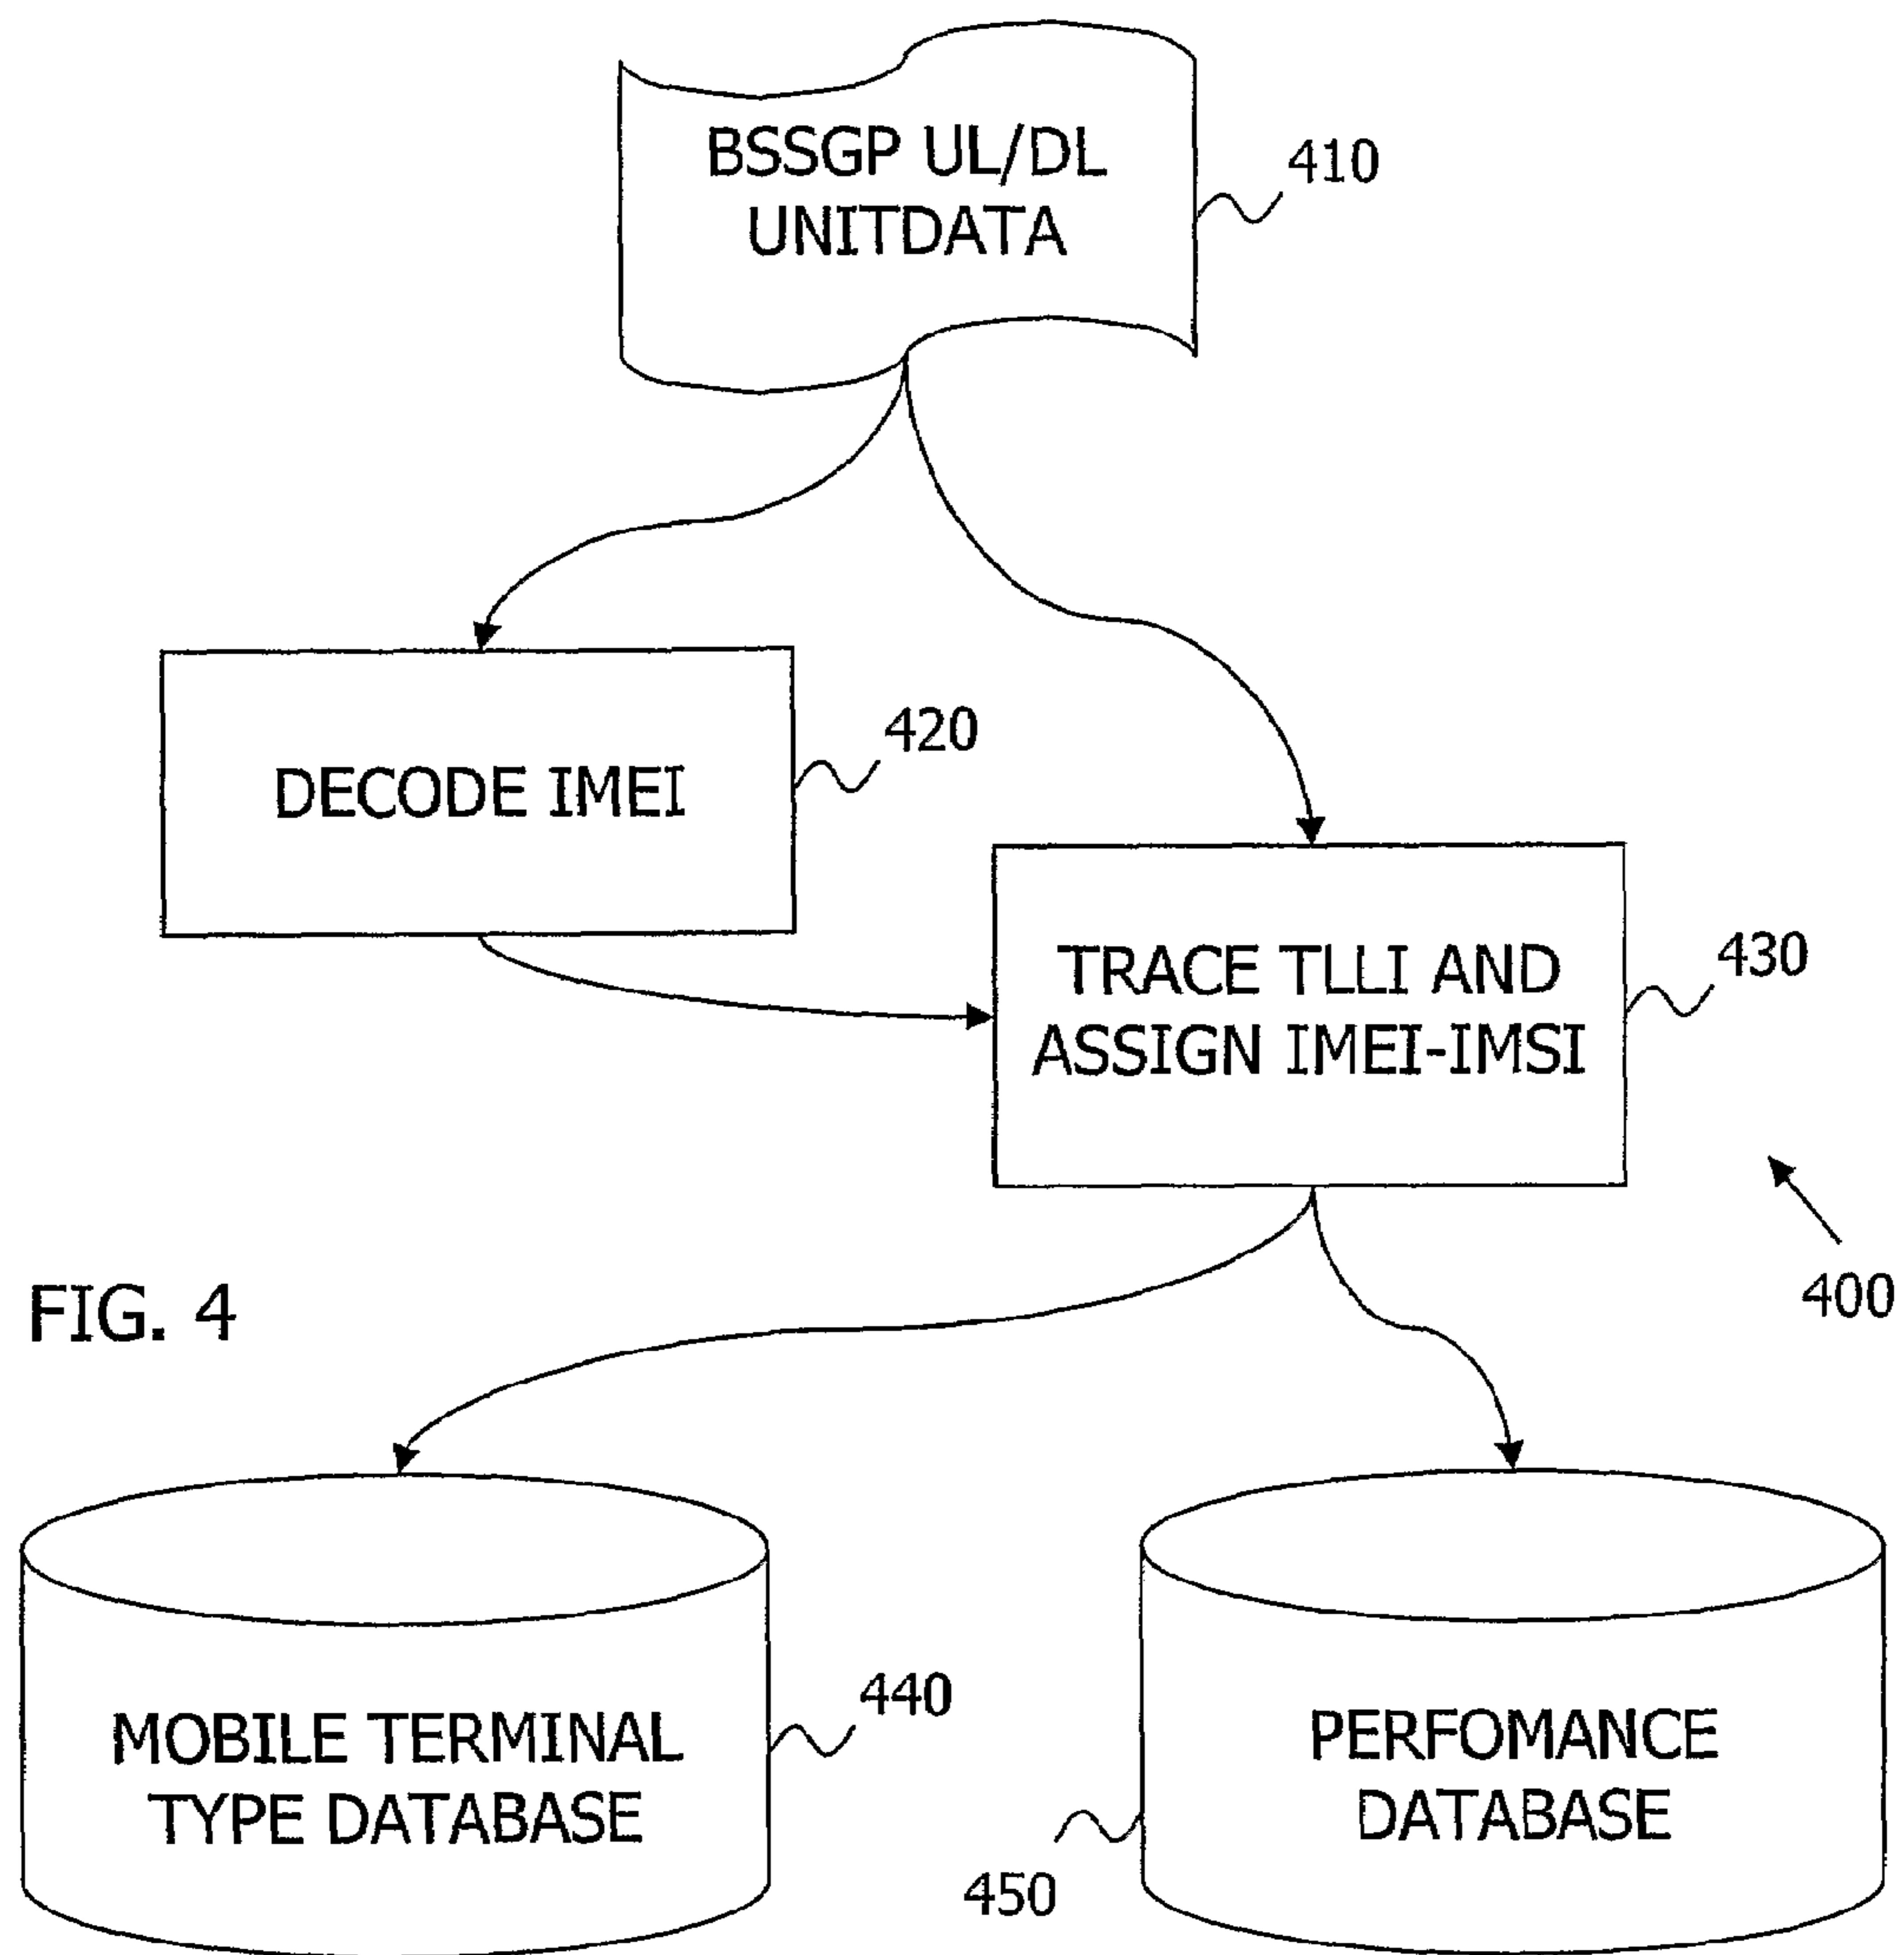 BSSGP UL/DL
UNITDATA
410
DECODE IMEI
420
TRACE TLLI AND
ASSIGN IMEI-IMSI
430
400
FIG. 4
MOBILE TERMINAL
TYPE DATABASE
440
PERFOMANCE
DATABASE
450